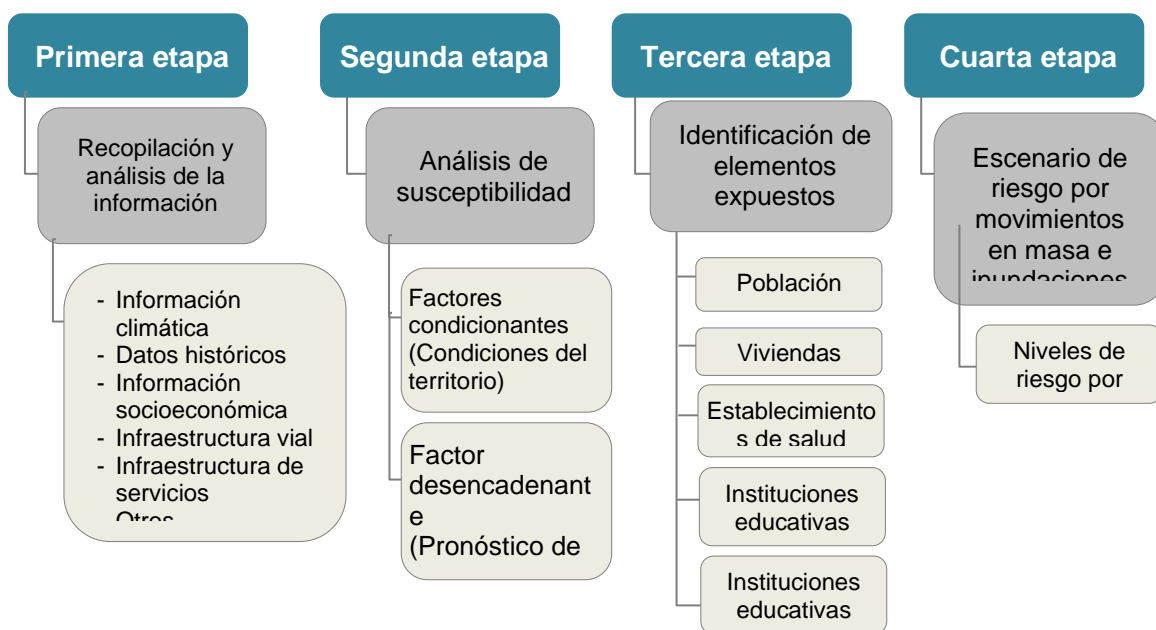 Primera etapa
Recopilación y
análisis de la
información
- Información
climática
- Datos históricos
- Información
socioeconómica
- Infraestructura vial
- Infraestructura de
servicios
- Otros
Segunda etapa
Análisis de
susceptibilidad
Factores
condicionantes
(Condiciones del
territorio)
Factor
desencadenant
e
(Pronóstico de
Tercera etapa
Identificación de
elementos
expuestos
Población
Viviendas
Establecimiento
s de salud
Instituciones
educativas
Instituciones
educativas
Cuarta etapa
Escenario de
riesgo por
movimientos
en masa e
inundaciones
Niveles de
riesgo por